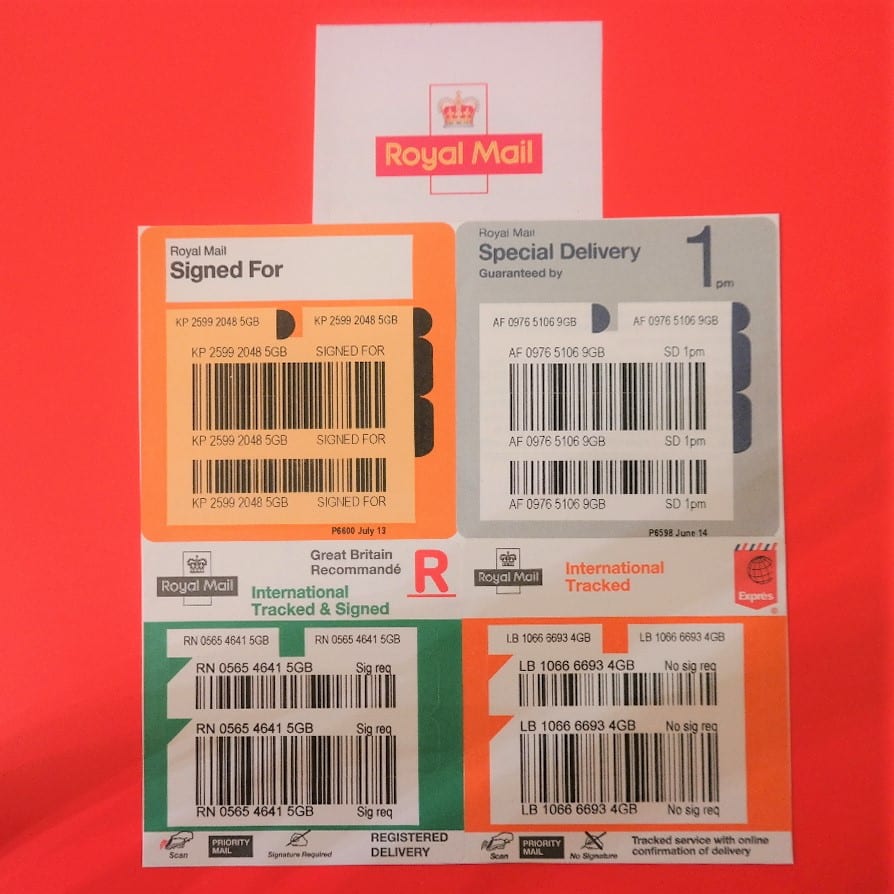 Royal Mail
Royal Mail
Signed For
KP 2599 2048 5GB
KP 2599 2048 5GB
KP 2599 2048 5GB SIGNED FOR
KP 2599 2048 5GB SIGNED FOR
KP 2599 2048 5GB SIGNED FOR
P6600 July 13
Royal Mail
Special Delivery
Guaranteed by
1pm
AF 0976 5106 9GB
AF 0976 5106 9GB
AF 0976 5106 9GB SD 1pm
AF 0976 5106 9GB SD 1pm
AF 0976 5106 9GB SD 1pm
P6598 June 14
Royal Mail
Great Britain
Recommandé
R
International
Tracked & Signed
RN 0565 4641 5GB
RN 0565 4641 5GB
RN 0565 4641 5GB Sig req
RN 0565 4641 5GB Sig req
RN 0565 4641 5GB Sig req
Scan
PRIORITY
MAIL
Signature Required
REGISTERED
DELIVERY
Royal Mail
International
Tracked
Exprès
®
LB 1066 6693 4GB
LB 1066 6693 4GB
LB 1066 6693 4GB No sig req
LB 1066 6693 4GB No sig req
LB 1066 6693 4GB No sig req
Scan
PRIORITY
MAIL
No Signature
Tracked service with online
confirmation of delivery